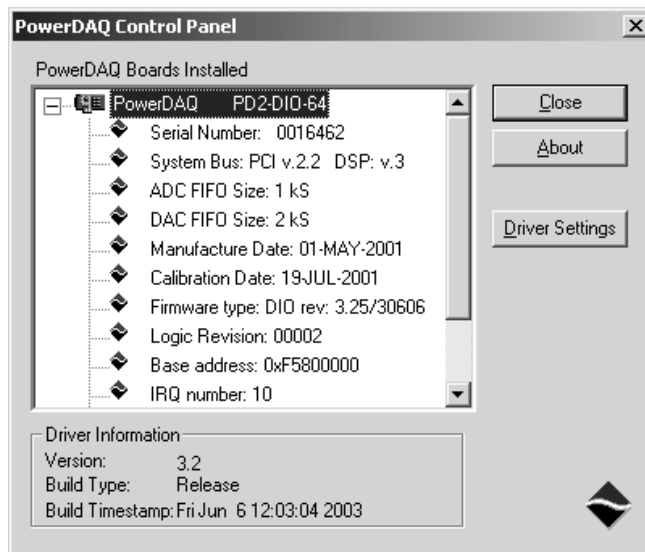 PowerDAQ Control Panel
PowerDAQ Boards Installed
PowerDAQ PD2-DIO-64
Serial Number: 0016462
System Bus: PCI v.2.2 DSP: v.3
ADC FIFO Size: 1 kS
DAC FIFO Size: 2 kS
Manufacture Date: 01-MAY-2001
Calibration Date: 19-JUL-2001
Firmware type: DIO rev: 3.25/30606
Logic Revision: 00002
Base address: 0xF5800000
IRQ number: 10
Close
About
Driver Settings
Driver Information
Version: 3.2
Build Type: Release
Build Timestamp: Fri Jun 6 12:03:04 2003